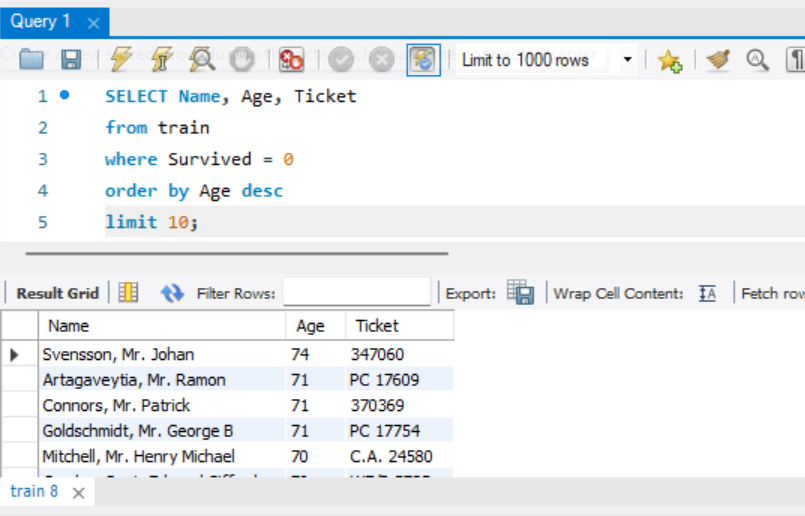 Query 1
Limit to 1000 rows
1 SELECT Name, Age, Ticket
2 from train
3 where Survived = 0
4 order by Age desc
5 limit 10;
Result Grid Filter Rows: Export: Wrap Cell Content: Fetch row
Name Age Ticket
Svensson, Mr. Johan 74 347060
Artagaveytia, Mr. Ramon 71 PC 17609
Connors, Mr. Patrick 71 370369
Goldschmidt, Mr. George B 71 PC 17754
Mitchell, Mr. Henry Michael 70 C.A. 24580
train 8